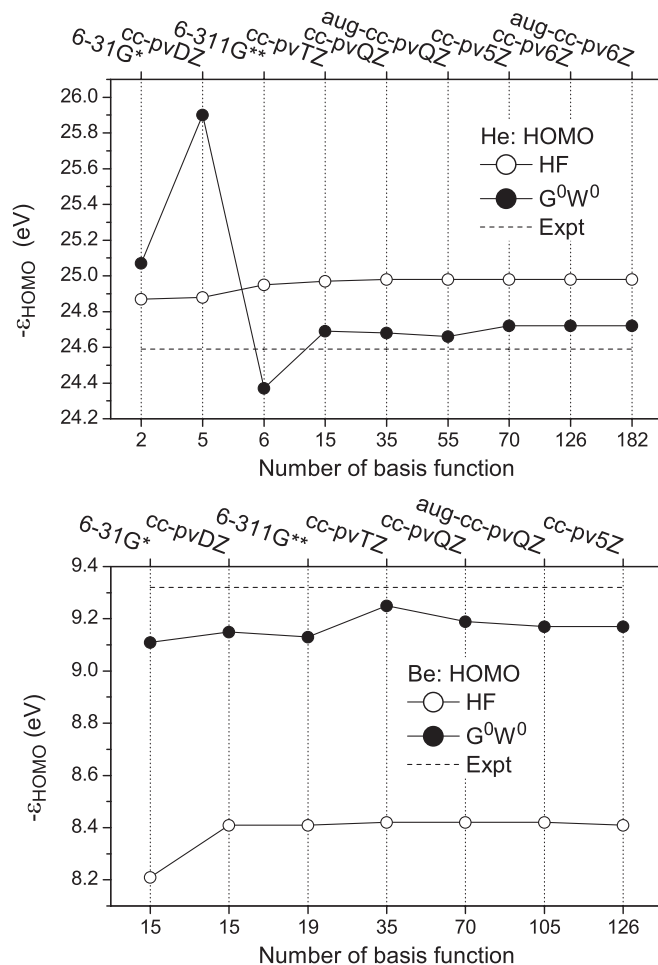 6-31G* cc-pvDZ 6-311G** cc-pvTZ cc-pvQZ aug-cc-pvQZ cc-pv5Z cc-pv6Z aug-cc-pv6Z
26.0
25.8
25.6
25.4
25.2
25.0
24.8
24.6
24.4
24.2
-εHOMO (eV)
He: HOMO
HF
G⁰W⁰
Expt
2 5 6 15 35 55 70 126 182
Number of basis function
6-31G* cc-pvDZ 6-311G** cc-pvTZ cc-pvQZ aug-cc-pvQZ cc-pv5Z
9.4
9.2
9.0
8.8
8.6
8.4
8.2
-εHOMO (eV)
Be: HOMO
HF
G⁰W⁰
Expt
15 15 19 35 70 105 126
Number of basis function